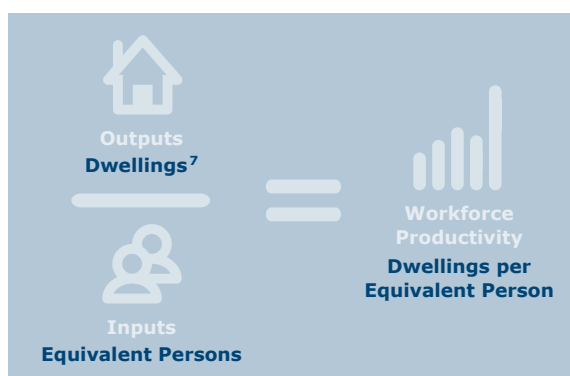 Outputs
Dwellings⁷
Inputs
Equivalent Persons
Workforce
Productivity
Dwellings per
Equivalent Person